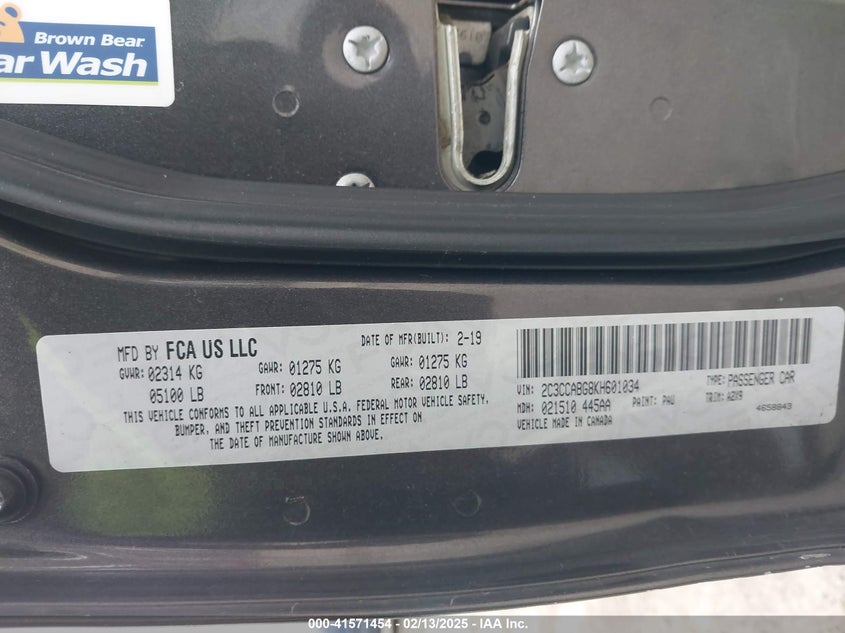 Brown Bear
ar Wash
MFD BY FCA US LLC
DATE OF MFR(BUILT): 2-19
GVWR: 02314 KG
GAWR: 01275 KG
GAWR: 01275 KG
05100 LB
FRONT: 02810 LB
REAR: 02810 LB
THIS VEHICLE CONFORMS TO ALL APPLICABLE U.S.A. FEDERAL MOTOR VEHICLE SAFETY,
BUMPER, AND THEFT PREVENTION STANDARDS IN EFFECT ON
THE DATE OF MANUFACTURE SHOWN ABOVE.
VIN: 2C3CCABG8KH601034
TYPE: PASSENGER CAR
MDH: 021510 445AA
PAINT: PAU
TRIM: A2X9
VEHICLE MADE IN CANADA
4658843
000-41571454 - 02/13/2025 - IAA Inc.